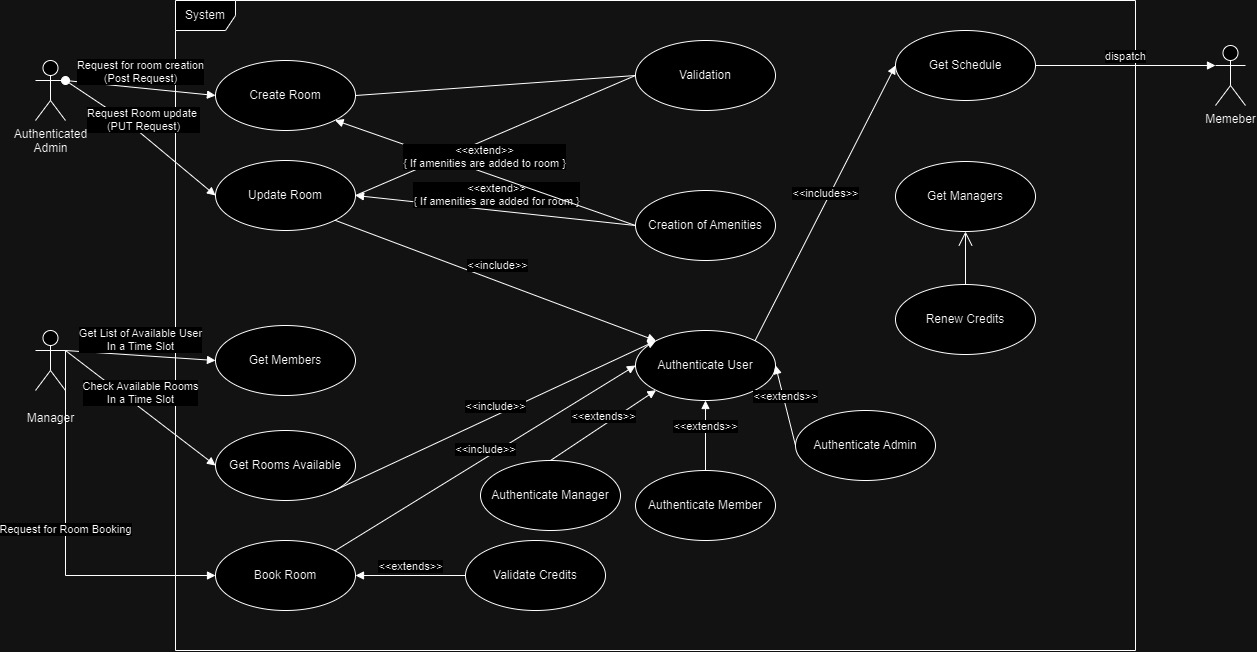 System
Request for room creation
(Post Request)
Create Room
Validation
Get Schedule
dispatch
Memeber
Authenticated
Admin
Request Room update
(PUT Request)
<<extend>>
{ If amenities are added to room }
Update Room
<<extend>>
{ If amenities are added for room }
Creation of Amenities
<<includes>>
Get Managers
<<include>>
Renew Credits
Manager
Get List of Available User
In a Time Slot
Get Members
Authenticate User
Check Available Rooms
In a Time Slot
<<include>>
<<extends>>
<<extends>>
<<extends>>
Get Rooms Available
<<include>>
Authenticate Admin
Authenticate Manager
Authenticate Member
Request for Room Booking
Book Room
<<extends>>
Validate Credits